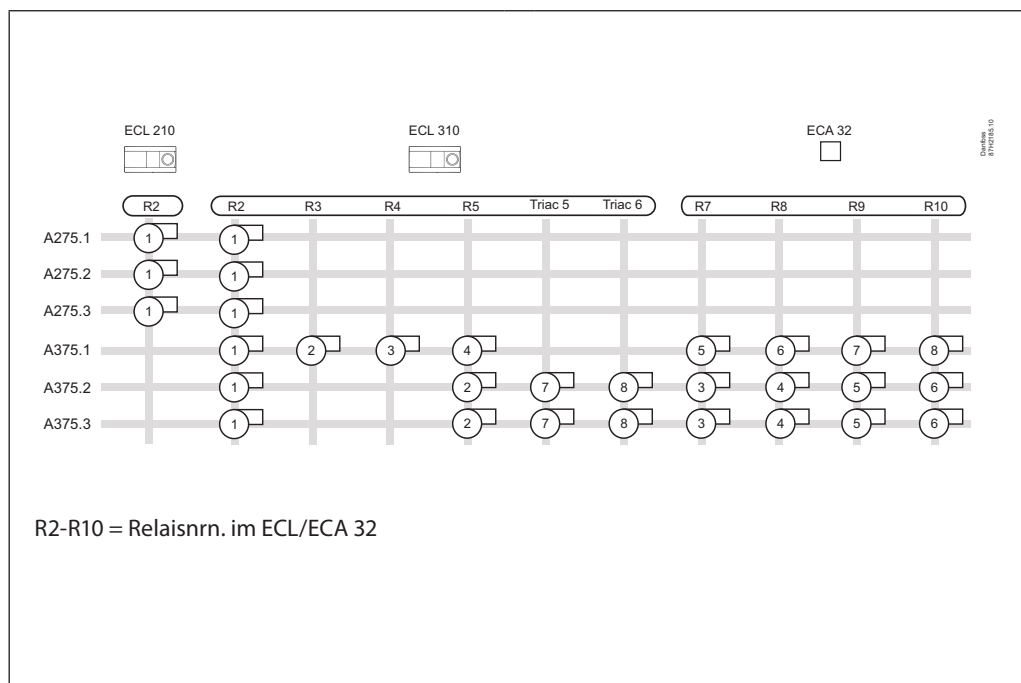 ECL 210 ECL 310 ECA 32
Danfoss
87H2185.10
R2 R2 R3 R4 R5 Triac 5 Triac 6 R7 R8 R9 R10
A275.1 1 1
A275.2 1 1
A275.3 1 1
A375.1 1 2 3 4 5 6 7 8
A375.2 1 2 7 8 3 4 5 6
A375.3 1 2 7 8 3 4 5 6
R2-R10 = Relaisnrn. im ECL/ECA 32